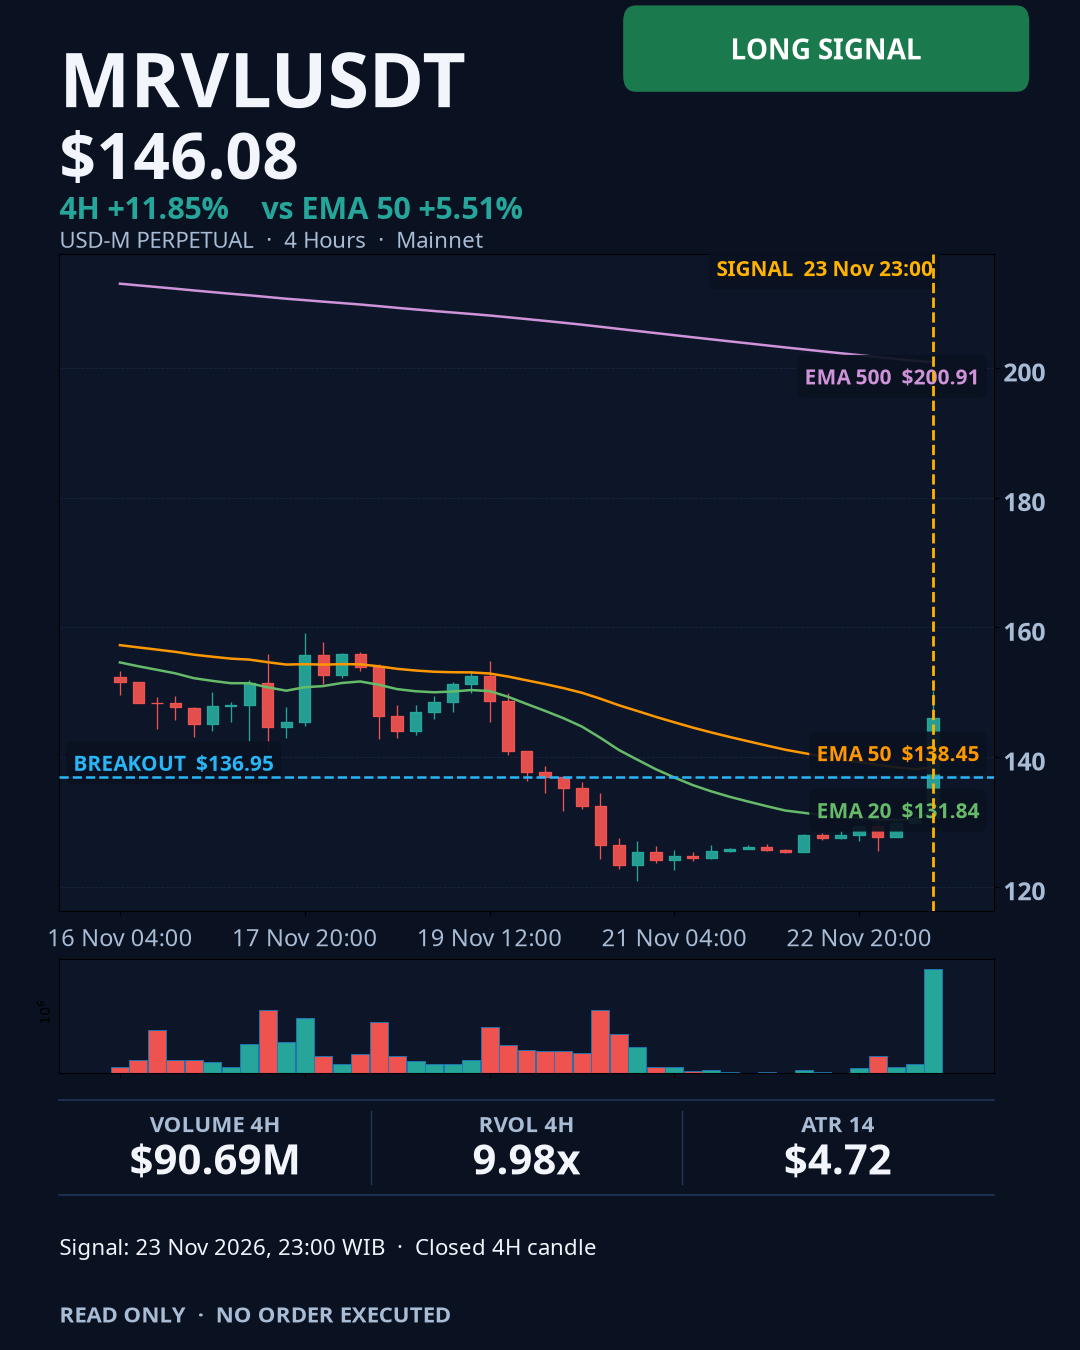 LONG SIGNAL
MRVLUSDT
$146.08
4H +11.85% vs EMA 50 +5.51%
USD-M PERPETUAL · 4 Hours · Mainnet
SIGNAL 23 Nov 23:00
EMA 500 $200.91
200
180
160
EMA 50 $138.45
140
BREAKOUT $136.95
EMA 20 $131.84
120
16 Nov 04:00 17 Nov 20:00 19 Nov 12:00 21 Nov 04:00 22 Nov 20:00
10⁶
VOLUME 4H RVOL 4H ATR 14
$90.69M 9.98x $4.72
Signal: 23 Nov 2026, 23:00 WIB · Closed 4H candle
READ ONLY · NO ORDER EXECUTED